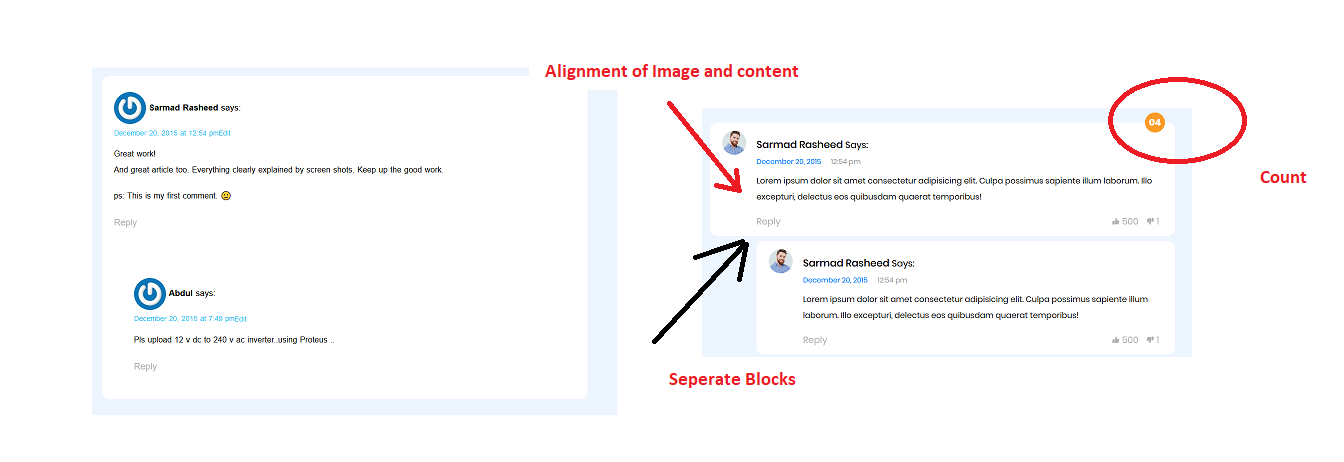 Alignment of Image and content
Sarmad Rasheed says:
December 20, 2015 at 12:54 pmEdit
Great work!
And great article too. Everything clearly explained by screen shots. Keep up the good work.
ps: This is my first comment.
Reply
Abdul says:
December 20, 2015 at 7:49 pmEdit
Pls upload 12 v dc to 240 v ac inverter..using Proteus ..
Reply
04
Count
Sarmad Rasheed Says:
December 20, 2015 12:54 pm
Lorem ipsum dolor sit amet consectetur adipisicing elit. Culpa possimus sapiente illum laborum. Illo
excepturi, delectus eos quibusdam quaerat temporibus!
Reply 500 1
Sarmad Rasheed Says:
December 20, 2015 12:54 pm
Lorem ipsum dolor sit amet consectetur adipisicing elit. Culpa possimus sapiente illum
laborum. Illo excepturi, delectus eos quibusdam quaerat temporibus!
Reply 500 1
Seperate Blocks